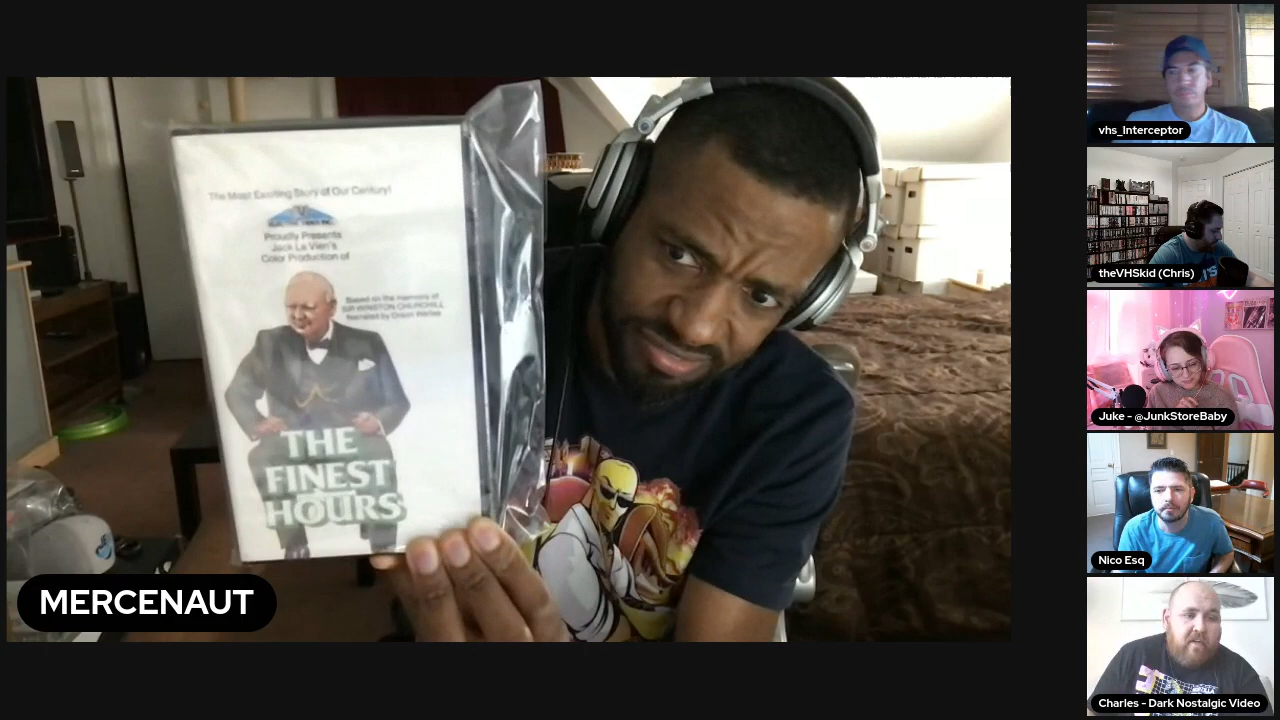 The Most Exciting Story of Our Century!
Proudly Presents
Jack Le Vien's
Color Production of
Based on the memoirs of
SIR WINSTON CHURCHILL
Narrated by Orson Welles
THE
FINEST
HOURS
MERCENAUT
vhs_Interceptor
theVHSkid (Chris)
Juke - @JunkStoreBaby
Nico Esq
Charles - Dark Nostalgic Video